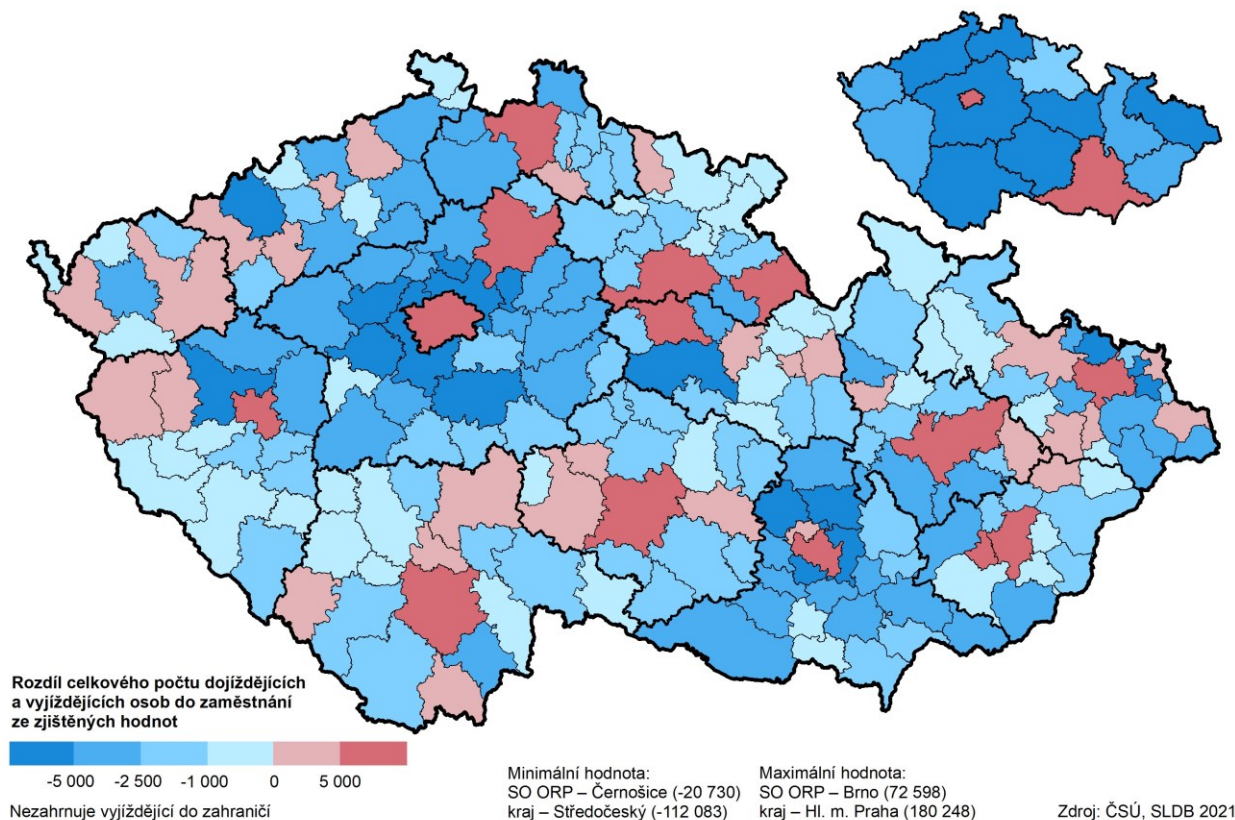 Rozdíl celkového počtu dojíždějících
a vyjíždějících osob do zaměstnání
ze zjištěných hodnot
-5 000 -2 500 -1 000 0 5 000
Nezahrnuje vyjíždějící do zahraničí
Minimální hodnota:
SO ORP – Černošice (-20 730)
kraj – Středočeský (-112 083)
Maximální hodnota:
SO ORP – Brno (72 598)
kraj – Hl. m. Praha (180 248)
Zdroj: ČSÚ, SLDB 2021